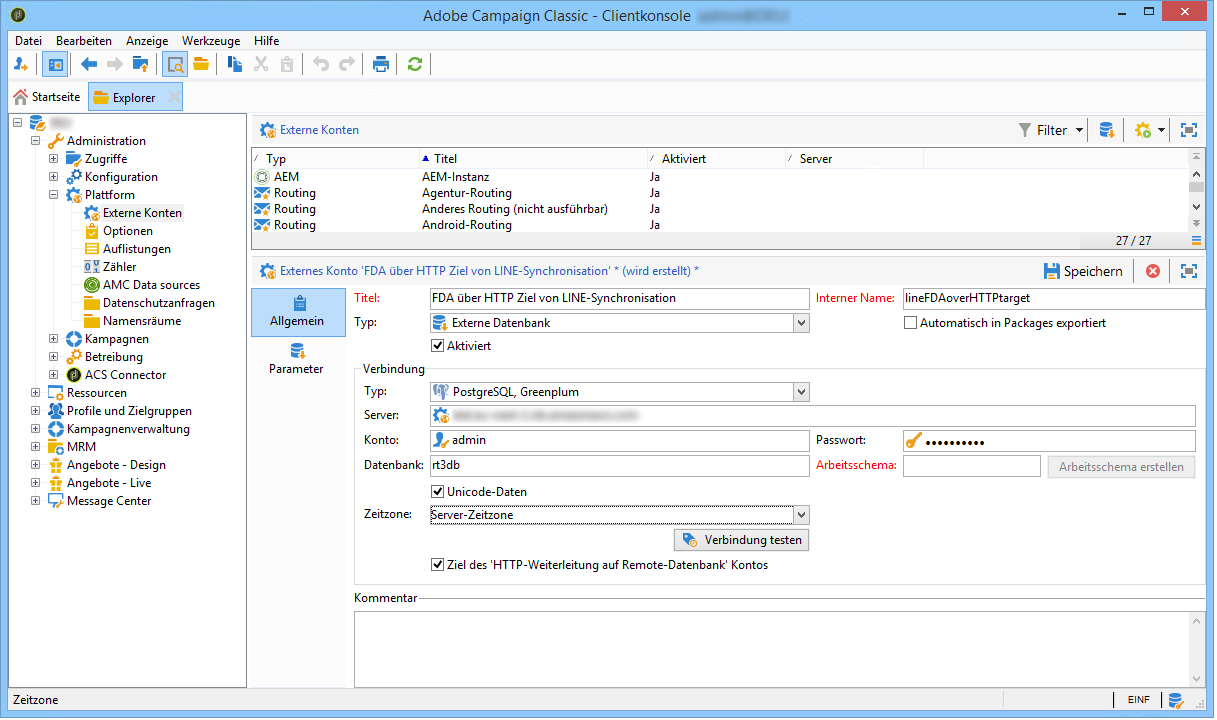 Adobe Campaign Classic - Clientkonsole
Datei Bearbeiten Anzeige Werkzeuge Hilfe
Startseite Explorer
Administration
Zugriffe
Konfiguration
Plattform
Externe Konten
Optionen
Auflistungen
Zähler
AMC Data sources
Datenschutzanfragen
Namensräume
Kampagnen
Betreibung
ACS Connector
Ressourcen
Profile und Zielgruppen
Kampagnenverwaltung
MRM
Angebote - Design
Angebote - Live
Message Center
Externe Konten Filter
Typ Titel Aktiviert Server
AEM AEM-Instanz Ja
Routing Agentur-Routing Ja
Routing Anderes Routing (nicht ausführbar) Ja
Routing Android-Routing Ja
27 / 27
Externes Konto 'FDA über HTTP Ziel von LINE-Synchronisation' * (wird erstellt) * Speichern
Allgemein
Parameter
Titel: FDA über HTTP Ziel von LINE-Synchronisation Interner Name: lineFDAoverHTTPtarget
Typ: Externe Datenbank Automatisch in Packages exportiert
Aktiviert
Verbindung
Typ: PostgreSQL, Greenplum
Server:
Konto: admin Passwort: ••••••••••
Datenbank: rt3db Arbeitsschema: Arbeitsschema erstellen
Unicode-Daten
Zeitzone: Server-Zeitzone
Verbindung testen
Ziel des 'HTTP-Weiterleitung auf Remote-Datenbank' Kontos
Kommentar
Zeitzone EINF